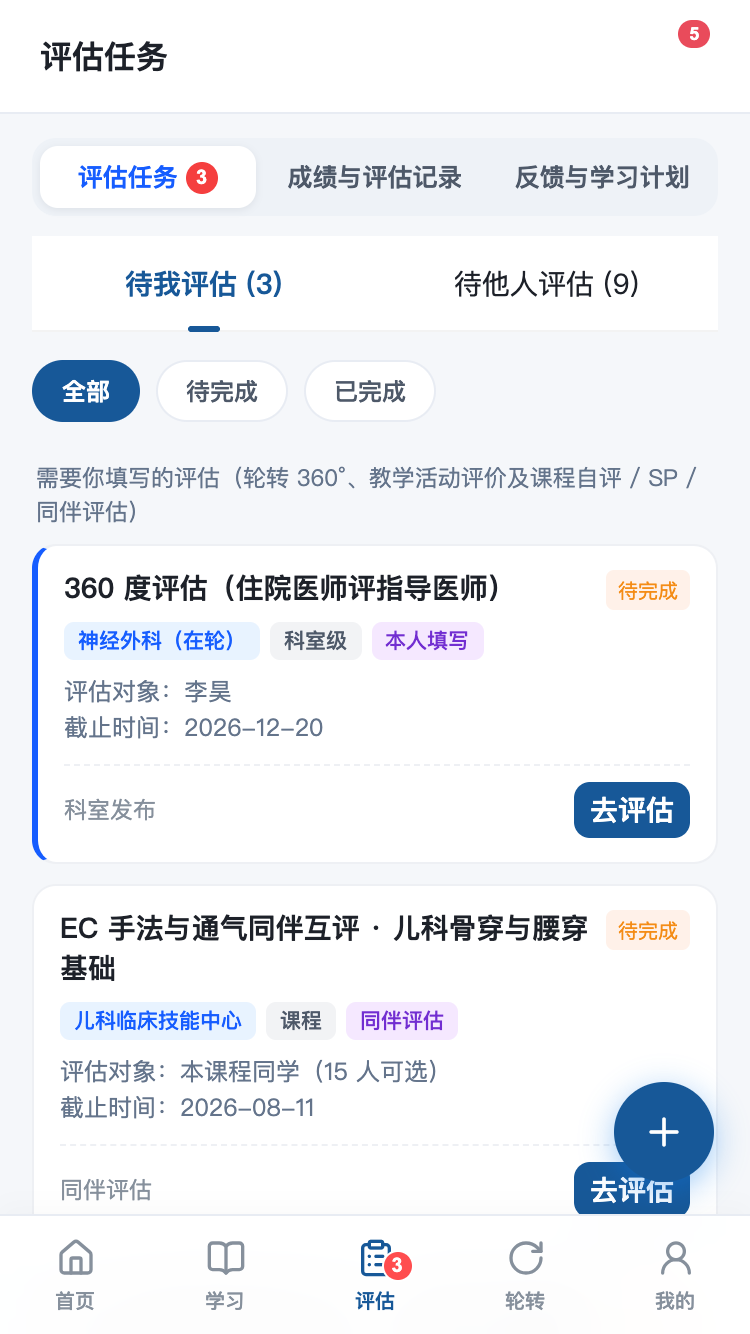 评估任务
5
评估任务 3
成绩与评估记录
反馈与学习计划
待我评估 (3)
待他人评估 (9)
全部
待完成
已完成
需要你填写的评估（轮转 360°、教学活动评价及课程自评 / SP /
同伴评估）
360 度评估（住院医师评指导医师）
待完成
神经外科（在轮）
科室级
本人填写
评估对象：李昊
截止时间：2026-12-20
科室发布
去评估
EC 手法与通气同伴互评 · 儿科骨穿与腰穿
基础
待完成
儿科临床技能中心
课程
同伴评估
评估对象：本课程同学（15 人可选）
截止时间：2026-08-11
同伴评估
去评估
3
首页
学习
评估
轮转
我的